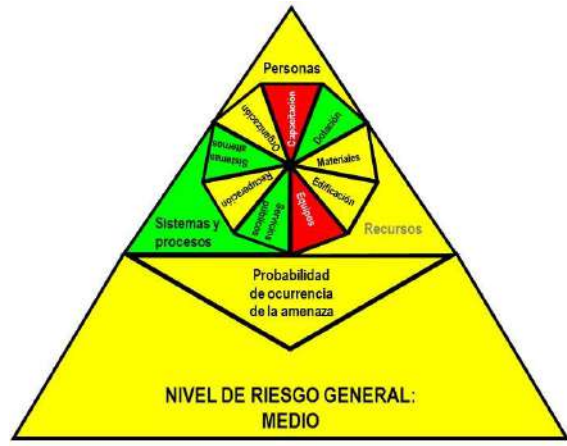 Personas
Organización
Capacitación
Dotación
Sistemas
alternos
Materiales
Recuperación
Edificación
Servicios
públicos
Equipos
Sistemas y
procesos
Recursos
Probabilidad
de ocurrencia
de la amenaza
NIVEL DE RIESGO GENERAL:
MEDIO